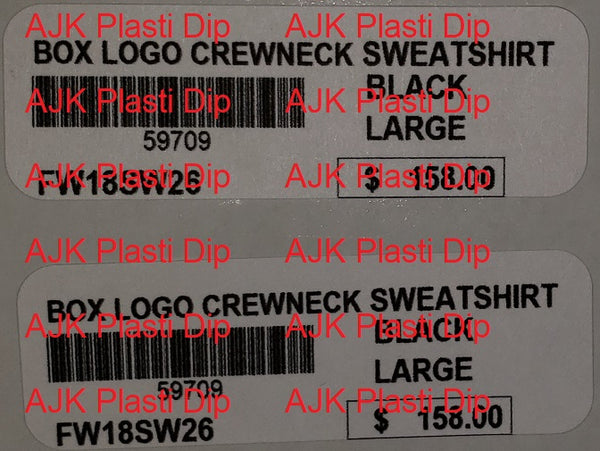 AJK Plasti Dip AJK Plasti Dip
BOX LOGO CREWNECK SWEATSHIRT
BLACK
AJK Plasti Dip AJK Plasti Dip
LARGE
59709
AJK Plasti Dip AJK Plasti Dip
FW18SW26
$ 158.00
AJK Plasti Dip AJK Plasti Dip
BOX LOGO CREWNECK SWEATSHIRT
AJK Plasti Dip AJK Plasti Dip
BLACK
LARGE
59709
AJK Plasti Dip AJK Plasti Dip
$ 158.00
FW18SW26